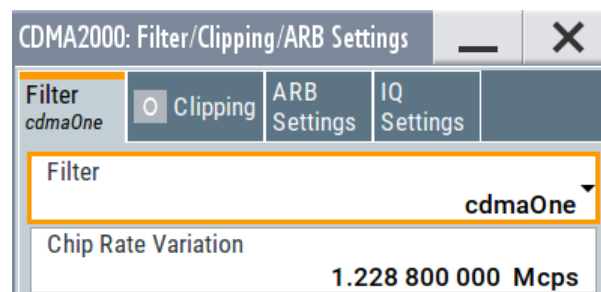 CDMA2000: Filter/Clipping/ARB Settings
Filter
cdmaOne
O Clipping
ARB
Settings
IQ
Settings
Filter
cdmaOne
Chip Rate Variation
1.228 800 000 Mcps